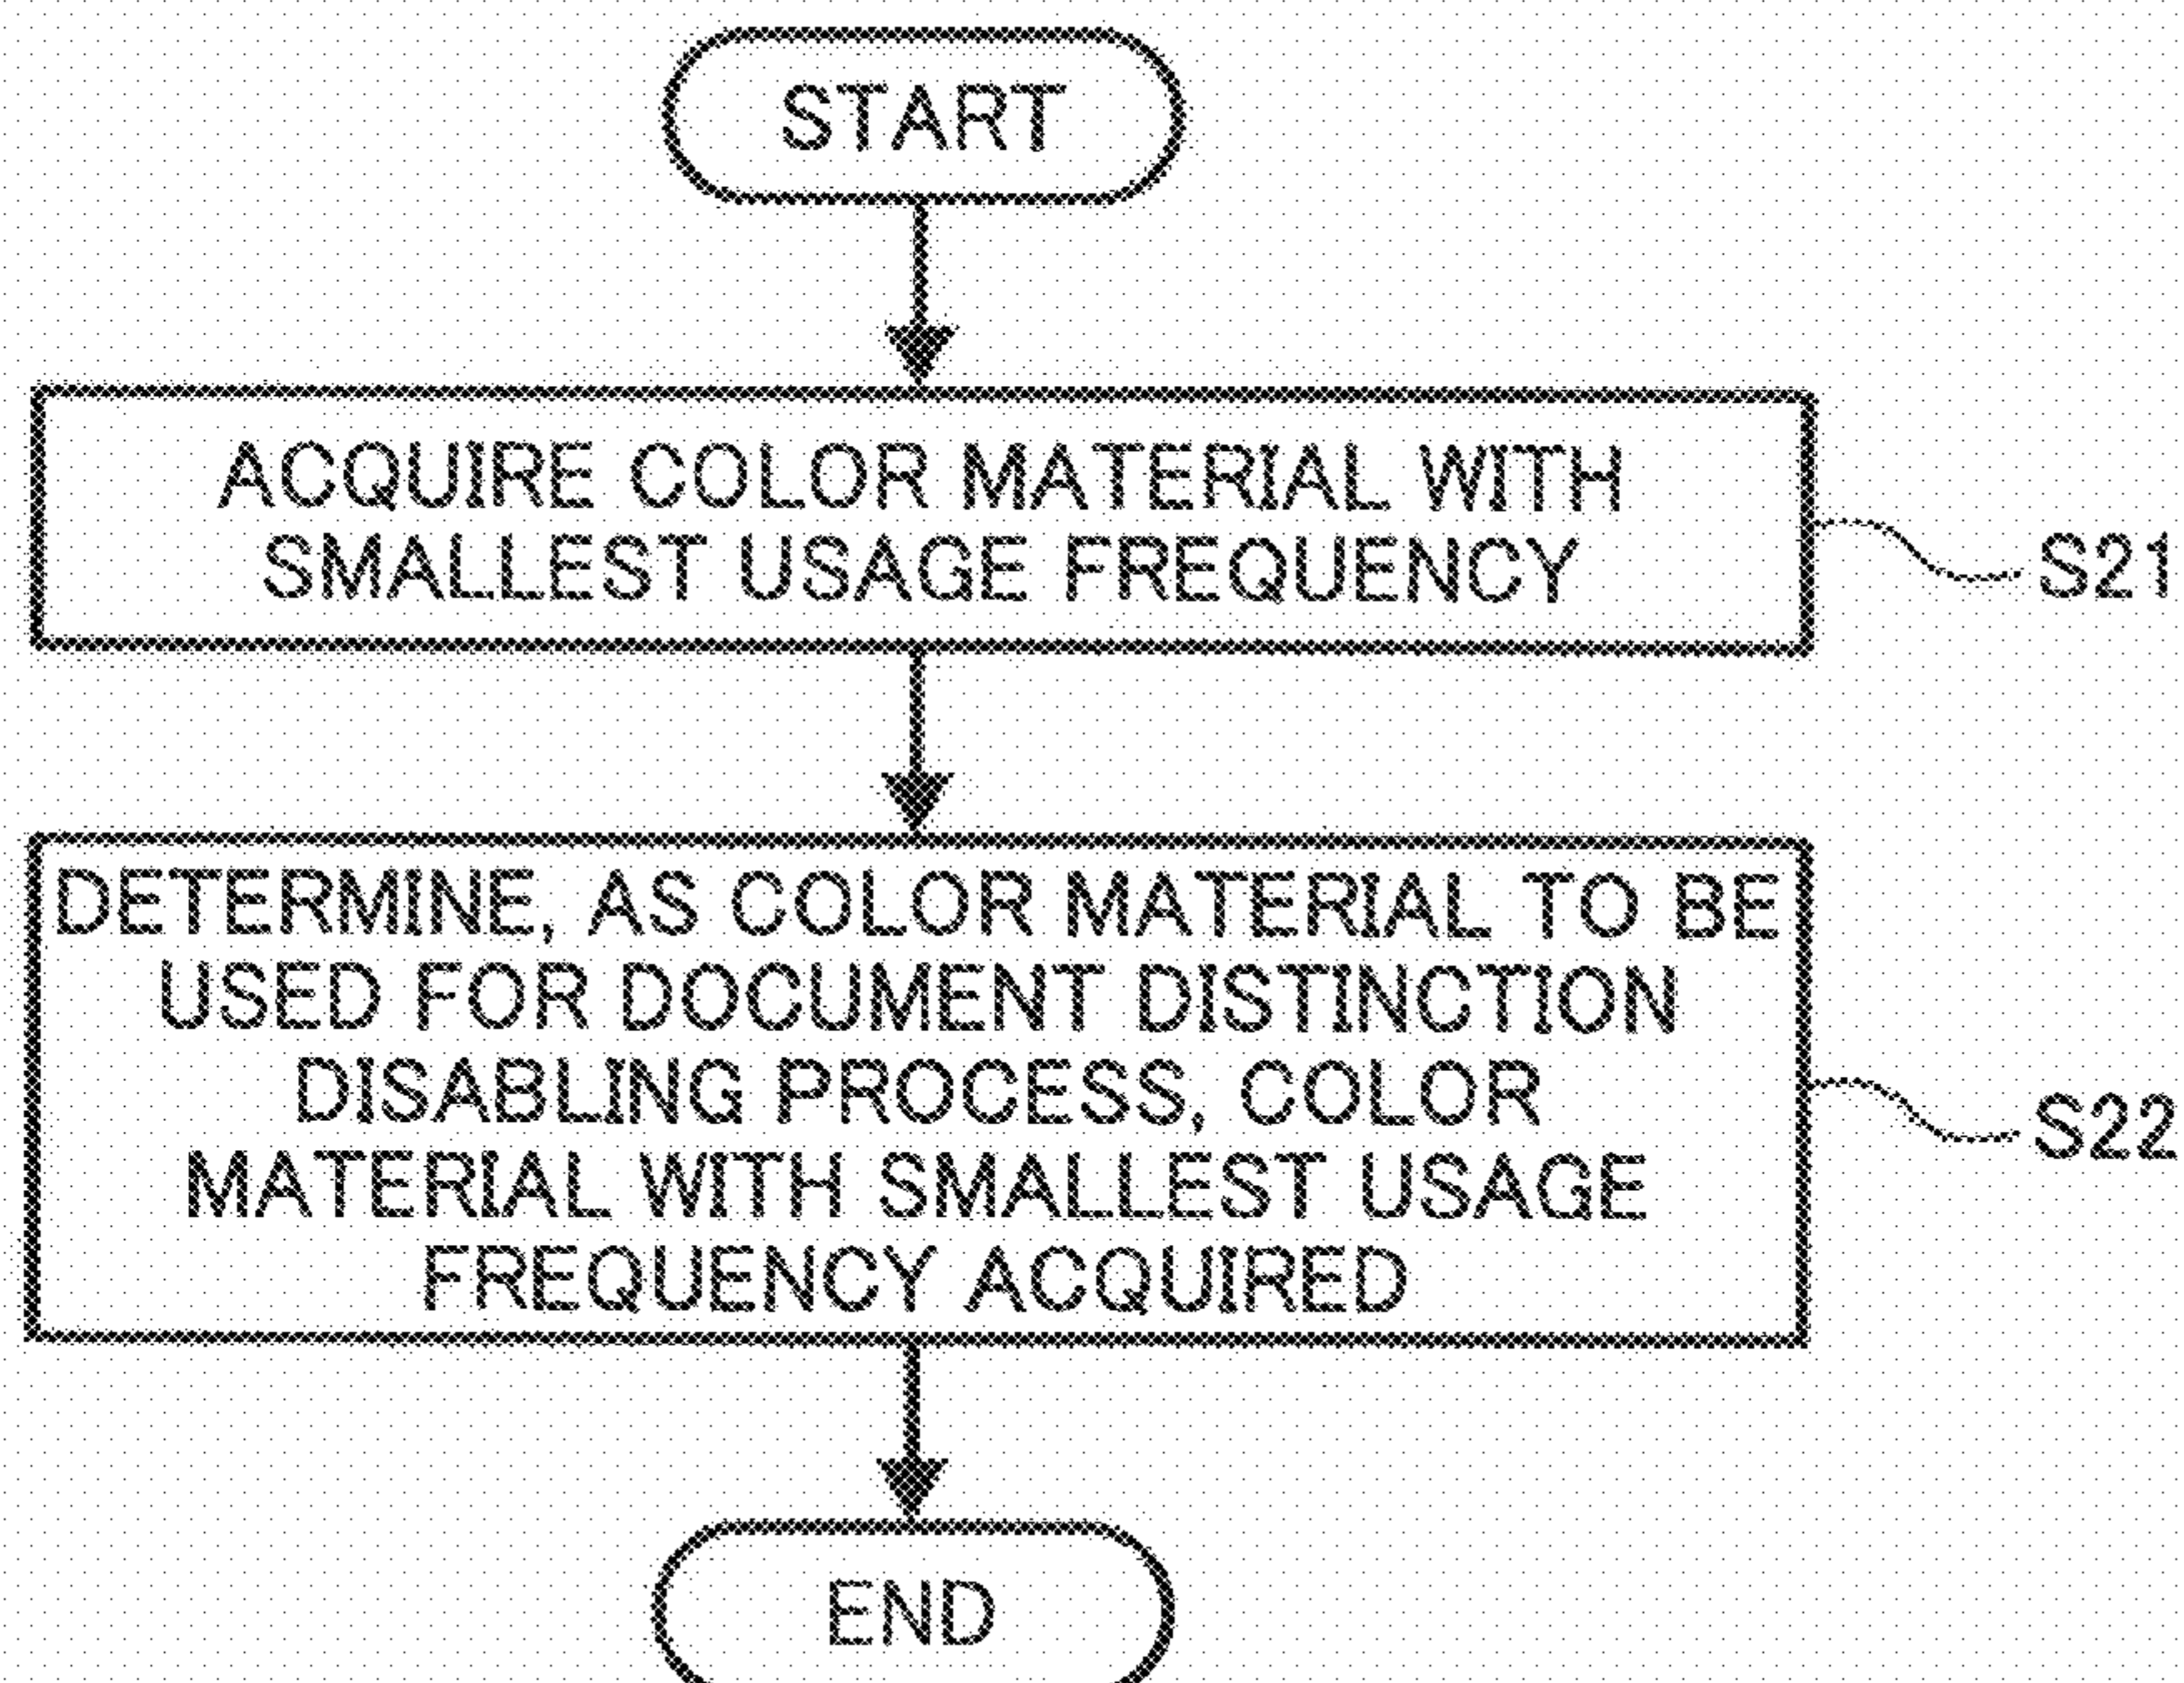 START
ACQUIRE COLOR MATERIAL WITH
SMALLEST USAGE FREQUENCY
S21
DETERMINE, AS COLOR MATERIAL TO BE
USED FOR DOCUMENT DISTINCTION
DISABLING PROCESS, COLOR
MATERIAL WITH SMALLEST USAGE
FREQUENCY ACQUIRED
S22
END